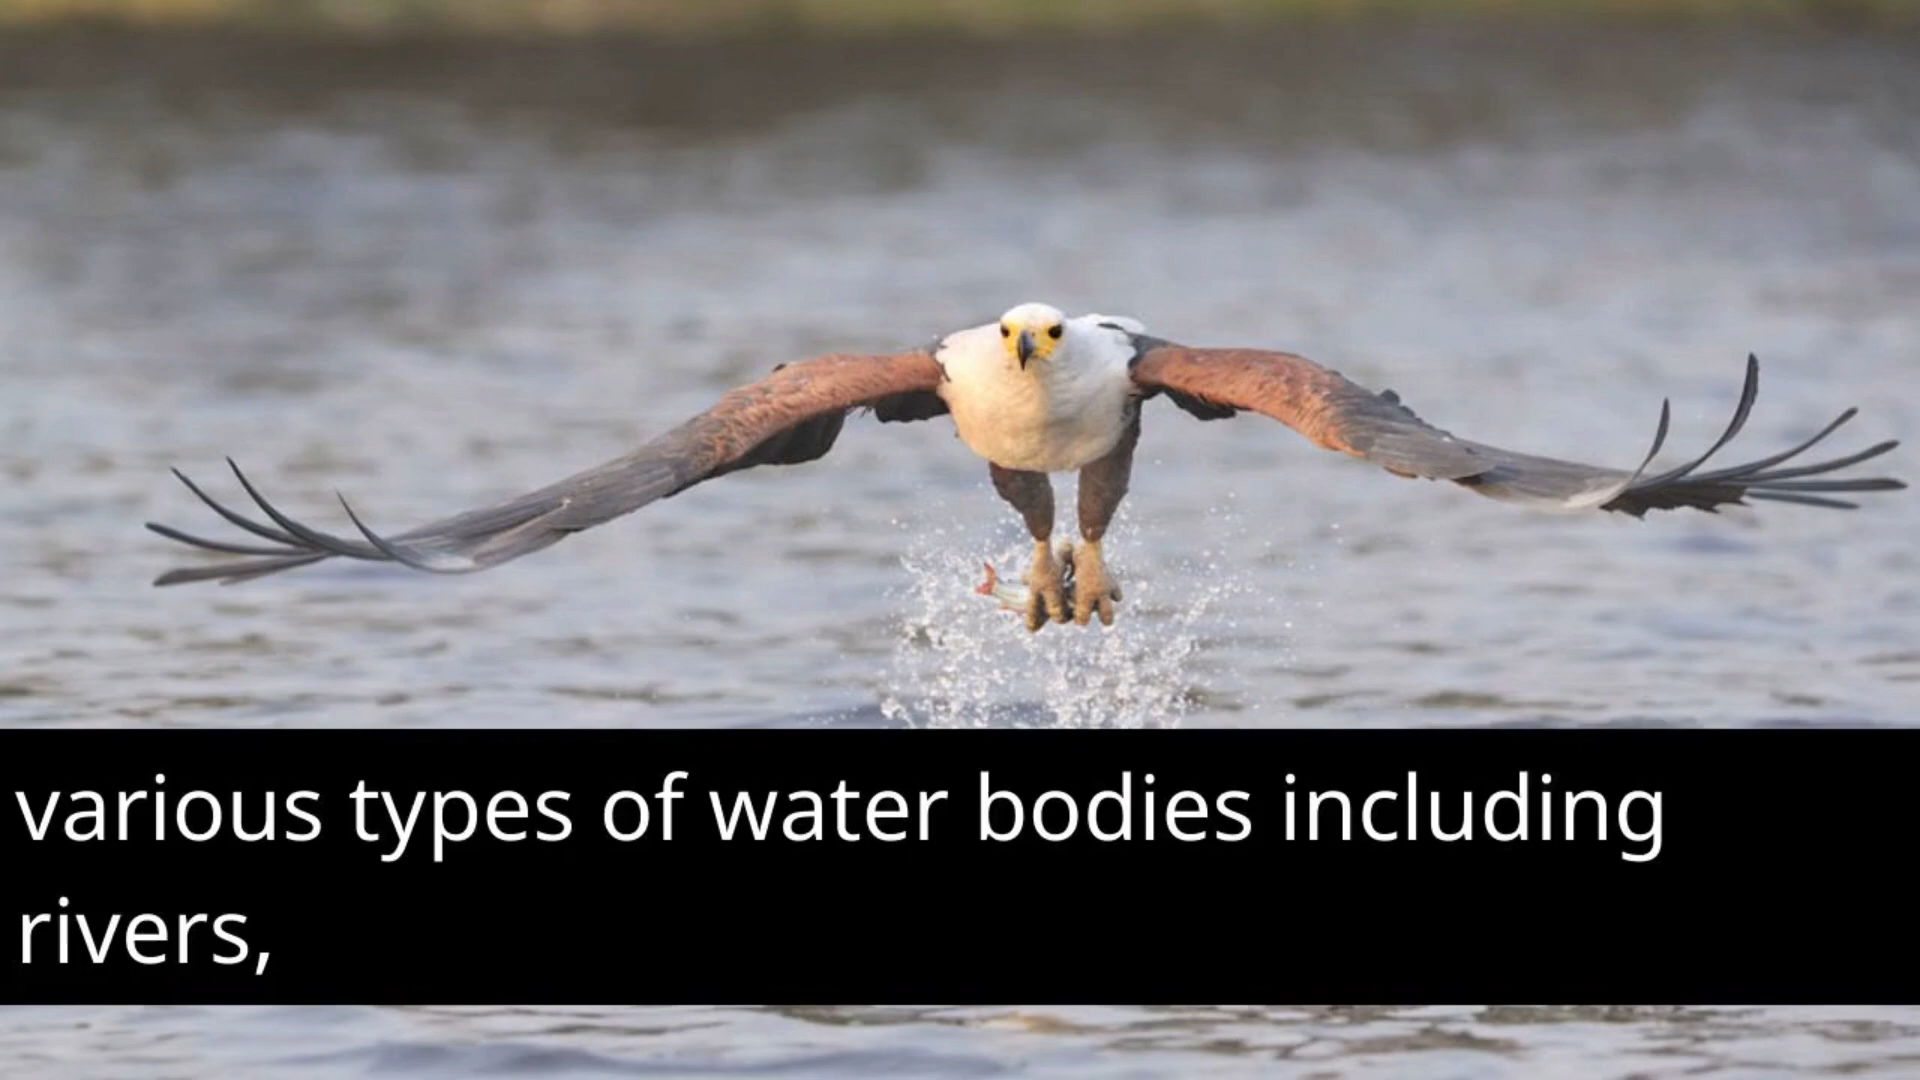 various types of water bodies including
rivers,